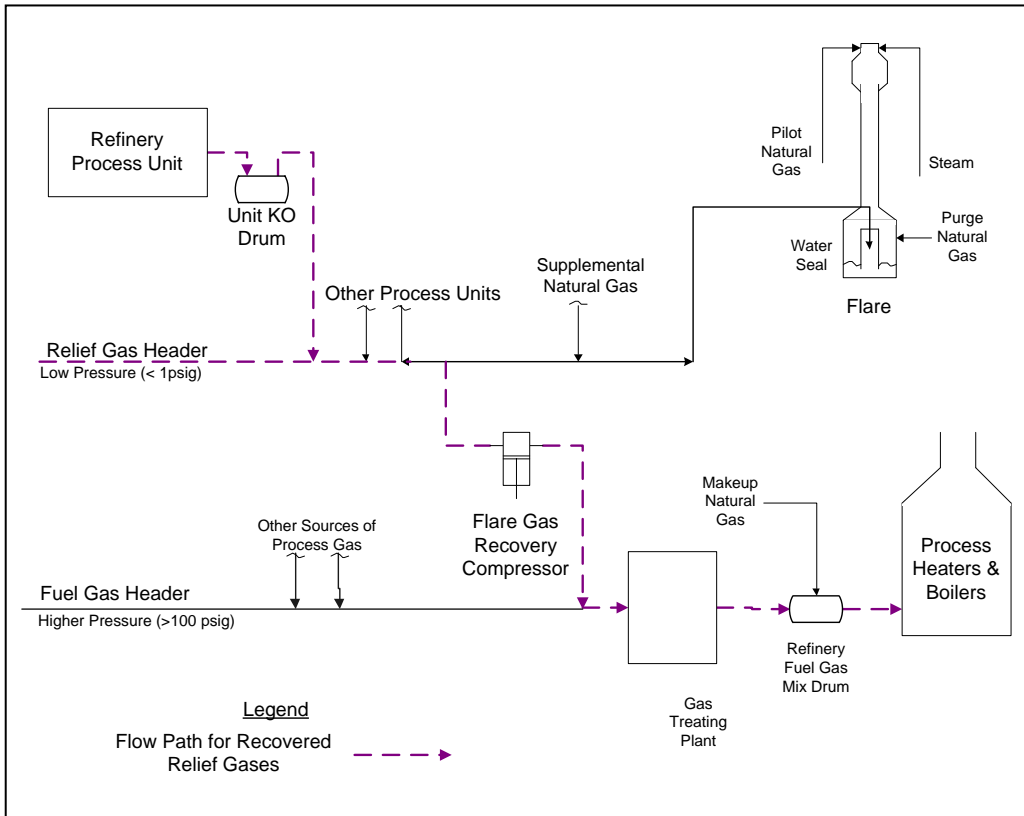 Refinery
Process Unit
Unit KO
Drum
Pilot
Natural
Gas
Steam
Water
Seal
Purge
Natural
Gas
Flare
Supplemental
Natural Gas
Other Process Units
Relief Gas Header
Low Pressure (< 1psig)
Flare Gas
Recovery
Compressor
Makeup
Natural
Gas
Other Sources of
Process Gas
Process
Heaters &
Boilers
Fuel Gas Header
Higher Pressure (>100 psig)
Refinery
Fuel Gas
Mix Drum
Gas
Treating
Plant
Legend
Flow Path for Recovered
Relief Gases